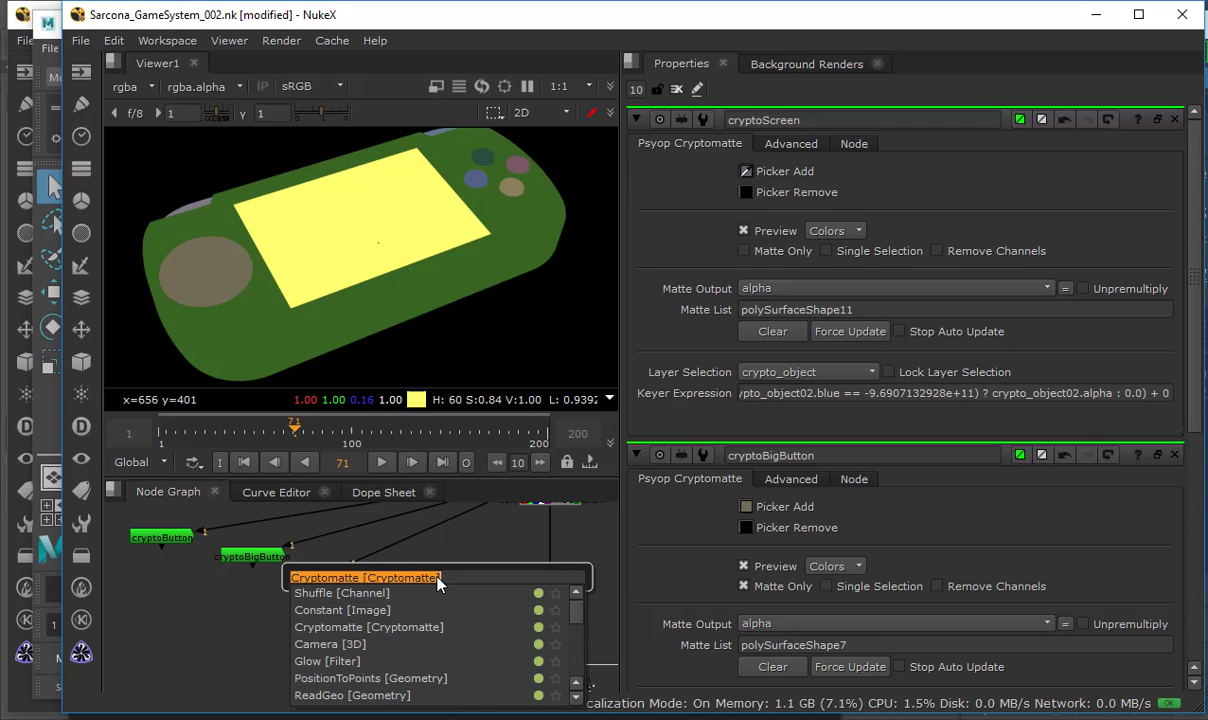 Sarcona_GameSystem_002.nk [modified] - NukeX
File Edit Workspace Viewer Render Cache Help
Viewer1
rgba rgba.alpha IP sRGB 1:1
f/8 1 γ 1 2D
x=656 y=401 1.00 1.00 0.16 1.00 H: 60 S:0.84 V:1.00 L: 0.9392
1 1 71 100 200 200
Global I 71 O 10
Node Graph Curve Editor Dope Sheet
cryptoButton 1
cryptoBigButton 1
Cryptomatte [Cryptomatte]
Shuffle [Channel]
Constant [Image]
Cryptomatte [Cryptomatte]
Camera [3D]
Glow [Filter]
PositionToPoints [Geometry]
ReadGeo [Geometry]
Properties Background Renders
10
cryptoScreen
Psyop Cryptomatte Advanced Node
Picker Add
Picker Remove
Preview Colors
Matte Only Single Selection Remove Channels
Matte Output alpha = Unpremultiply
Matte List polySurfaceShape11
Clear Force Update Stop Auto Update
Layer Selection crypto_object Lock Layer Selection
Keyer Expression ypto_object02.blue == -9.6907132928e+11) ? crypto_object02.alpha : 0.0) + 0
cryptoBigButton
Psyop Cryptomatte Advanced Node
Picker Add
Picker Remove
Preview Colors
Matte Only Single Selection Remove Channels
Matte Output alpha = Unpremultiply
Matte List polySurfaceShape7
Clear Force Update Stop Auto Update
calization Mode: On Memory: 1.1 GB (7.1%) CPU: 1.5% Disk: 0.0 MB/s Network: 0.0 MB/s OK